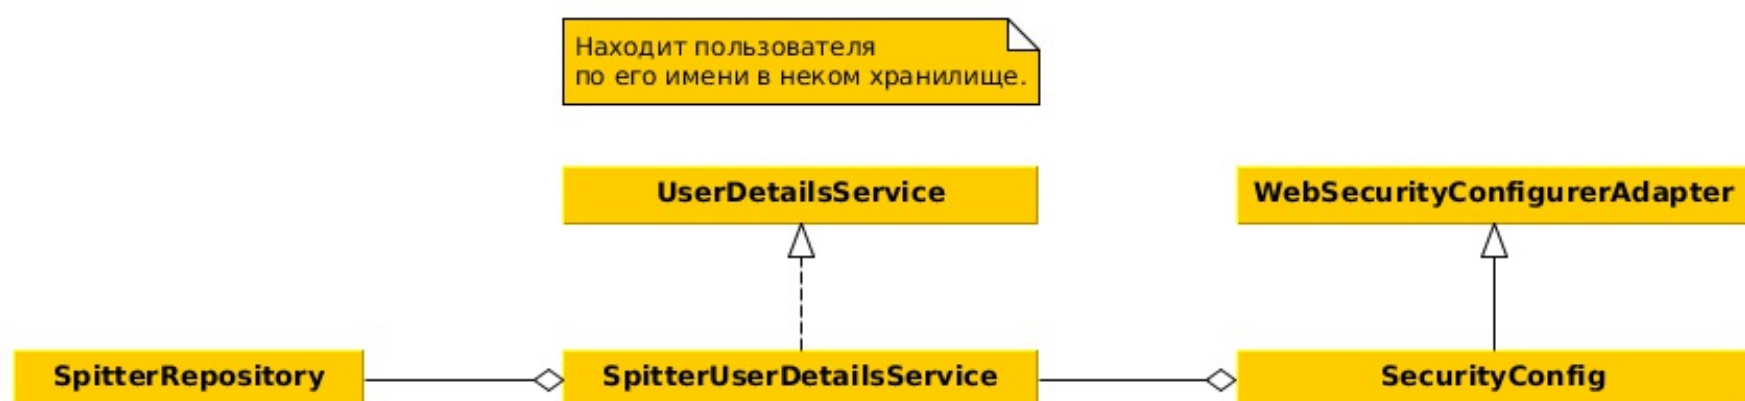 Находит пользователя
по его имени в неком хранилище.
UserDetailsService
WebSecurityConfigurerAdapter
SpitterRepository
SpitterUserDetailsService
SecurityConfig